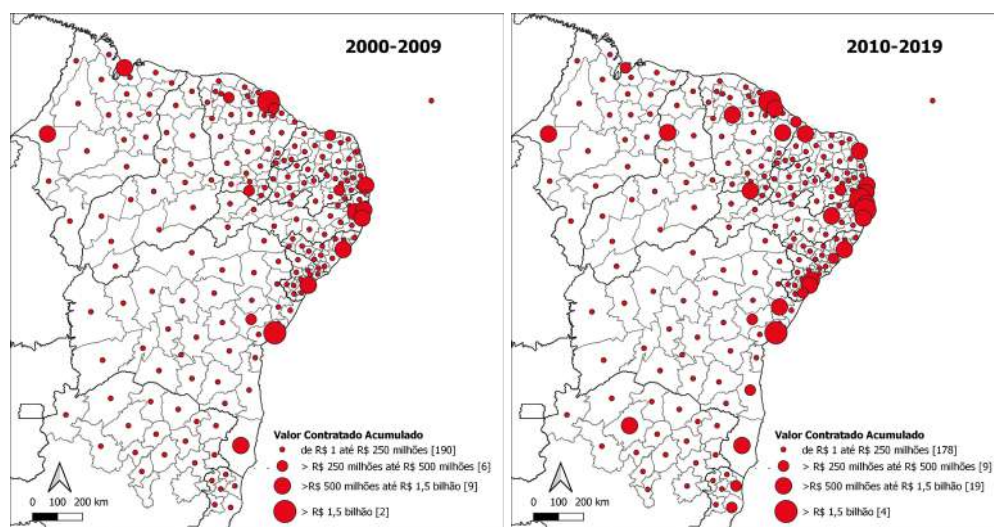 2000-2009
Valor Contratado Acumulado
de R$ 1 até R$ 250 milhões [190]
> R$ 250 milhões até R$ 500 milhões [6]
>R$ 500 milhões até R$ 1,5 bilhão [9]
> R$ 1,5 bilhão [2]
0 100 200 km
2010-2019
Valor Contratado Acumulado
de R$ 1 até R$ 250 milhões [178]
> R$ 250 milhões até R$ 500 milhões [9]
>R$ 500 milhões até R$ 1,5 bilhão [19]
> R$ 1,5 bilhão [4]
0 100 200 km